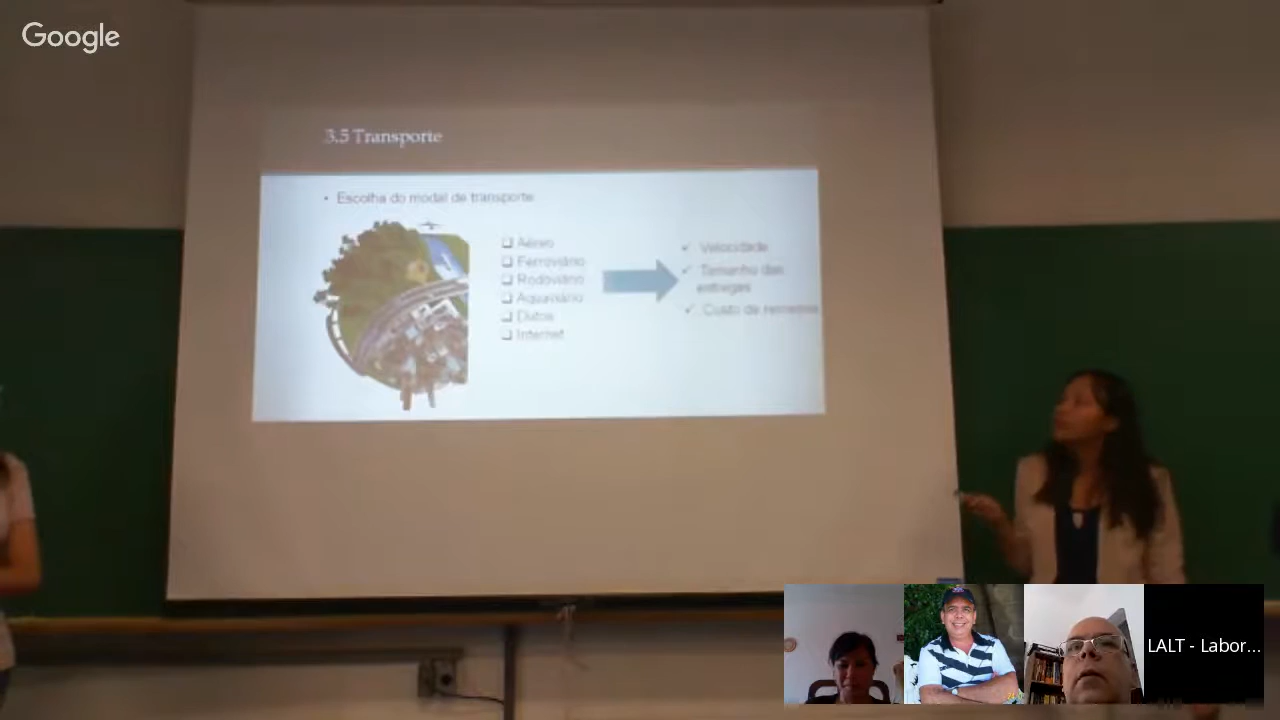 Google
3.5 Transporte
• Escolha do modal de transporte
❑ Aéreo
❑ Ferroviário
❑ Rodoviário
❑ Aquaviário
❑ Dutos
❑ Internet
✓ Velocidade
✓ Tamanho das
entregas
✓ Custo de remessa
LALT - Labor...